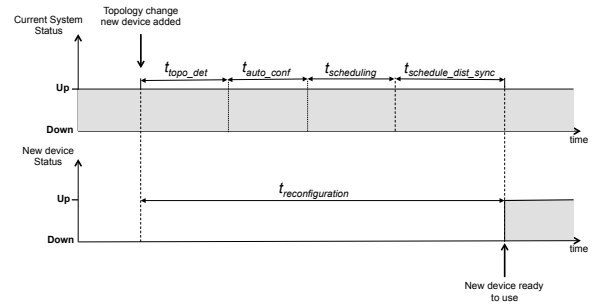 Topology change
new device added
Current System
Status
t_topo_det
t_auto_conf
t_scheduling
t_schedule_dist_sync
Up
Down
time
New device
Status
t_reconfiguration
Up
Down
time
New device ready
to use